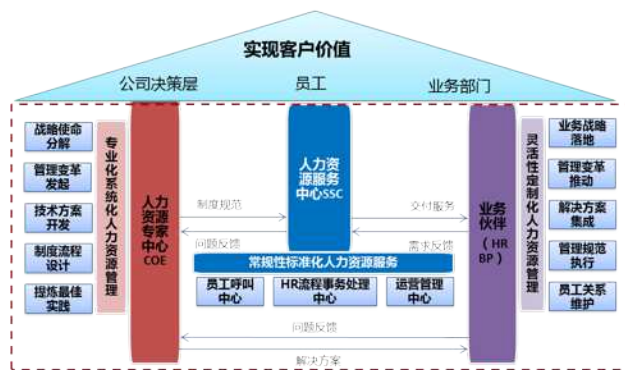 实现客户价值
公司决策层
员工
业务部门
战略使命
分解
管理变革
发起
技术方案
开发
制度流程
设计
捏炼最佳
实践
专业化系统化人力资源管理
人力
资源专家
中心
COE
制度规范
问题反馈
人力资
源服务
中心SSC
交付服务
需求反馈
常规性标准化人力资源服务
员工呼叫
中心
HR流程事务处理
中心
运营管理
中心
问题反馈
解决方案
业务
伙伴
（HR
BP）
灵活性定制化人力资源管理
业务战略
落地
管理变革
推动
解决方案
集成
管理规范
执行
员工关系
维护